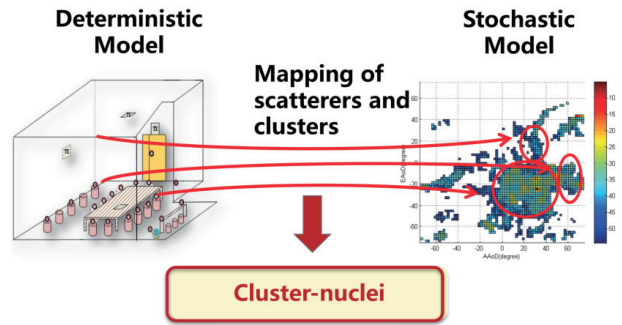 Deterministic
Model
Stochastic
Model
Mapping of
scatterers and
clusters
EAoD(degree)
60
40
20
0
-20
-40
-60
-60
-40
-20
0
20
40
60
AAoD(degree)
-10
-15
-20
-25
-30
-35
-40
-45
-50
-55
-60
Cluster-nuclei